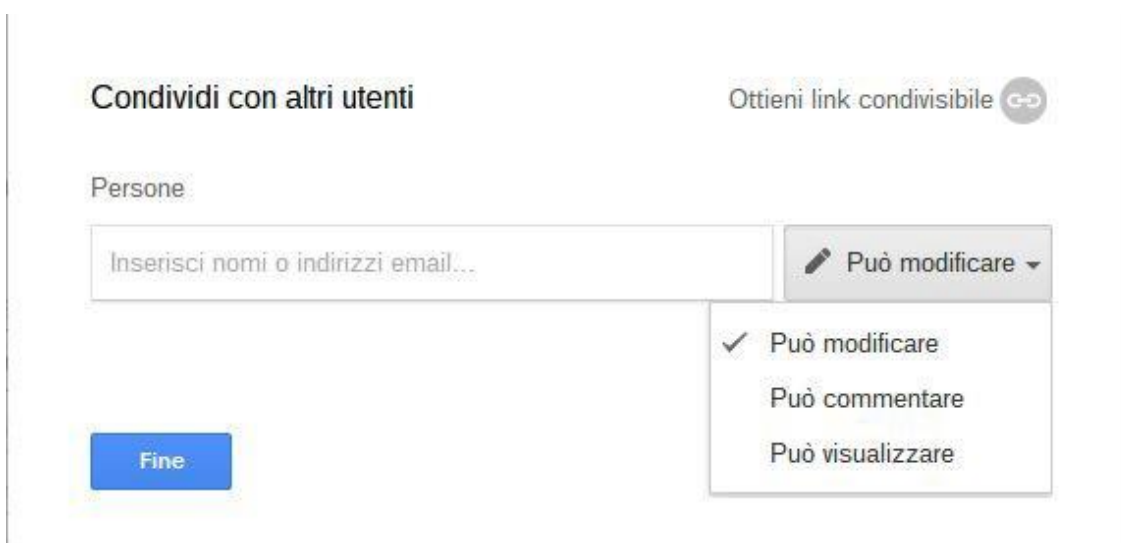 Condividi con altri utenti
Ottieni link condivisibile
Persone
Inserisci nomi o indirizzi email...
Può modificare
Può modificare
Può commentare
Può visualizzare
Fine